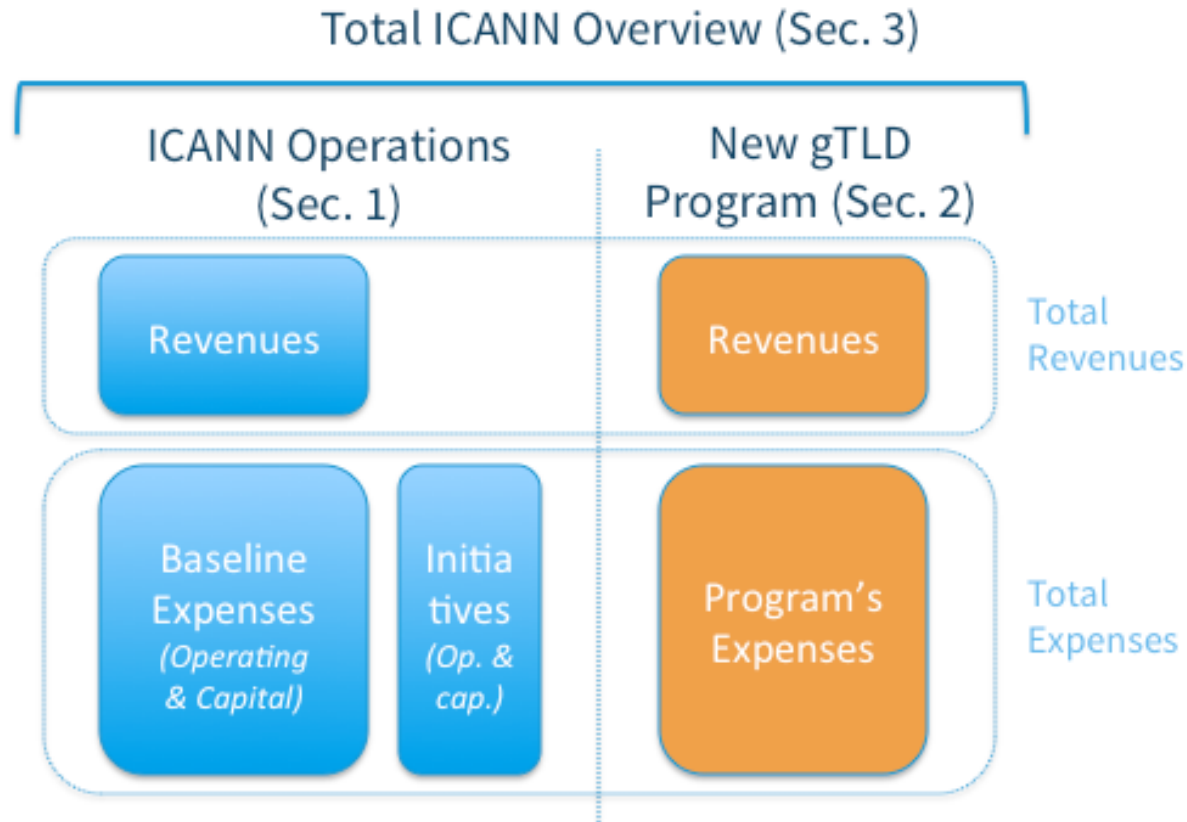 Total ICANN Overview (Sec. 3)
ICANN Operations
(Sec. 1)
New gTLD
Program (Sec. 2)
Revenues
Revenues
Total
Revenues
Baseline
Expenses
(Operating
& Capital)
Initia
tives
(Op. &
cap.)
Program’s
Expenses
Total
Expenses